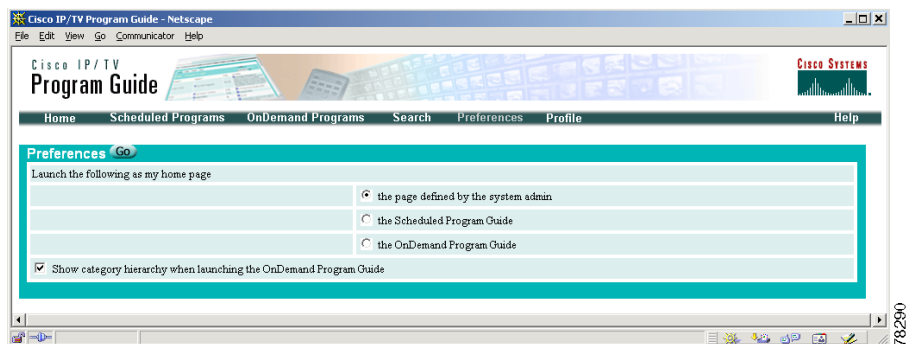 Cisco IP/TV Program Guide - Netscape
File Edit View Go Communicator Help
Cisco IP/TV
Program Guide
CISCO SYSTEMS
Home Scheduled Programs OnDemand Programs Search Preferences Profile Help
Preferences Go
Launch the following as my home page
the page defined by the system admin
the Scheduled Program Guide
the OnDemand Program Guide
Show category hierarchy when launching the OnDemand Program Guide
78290